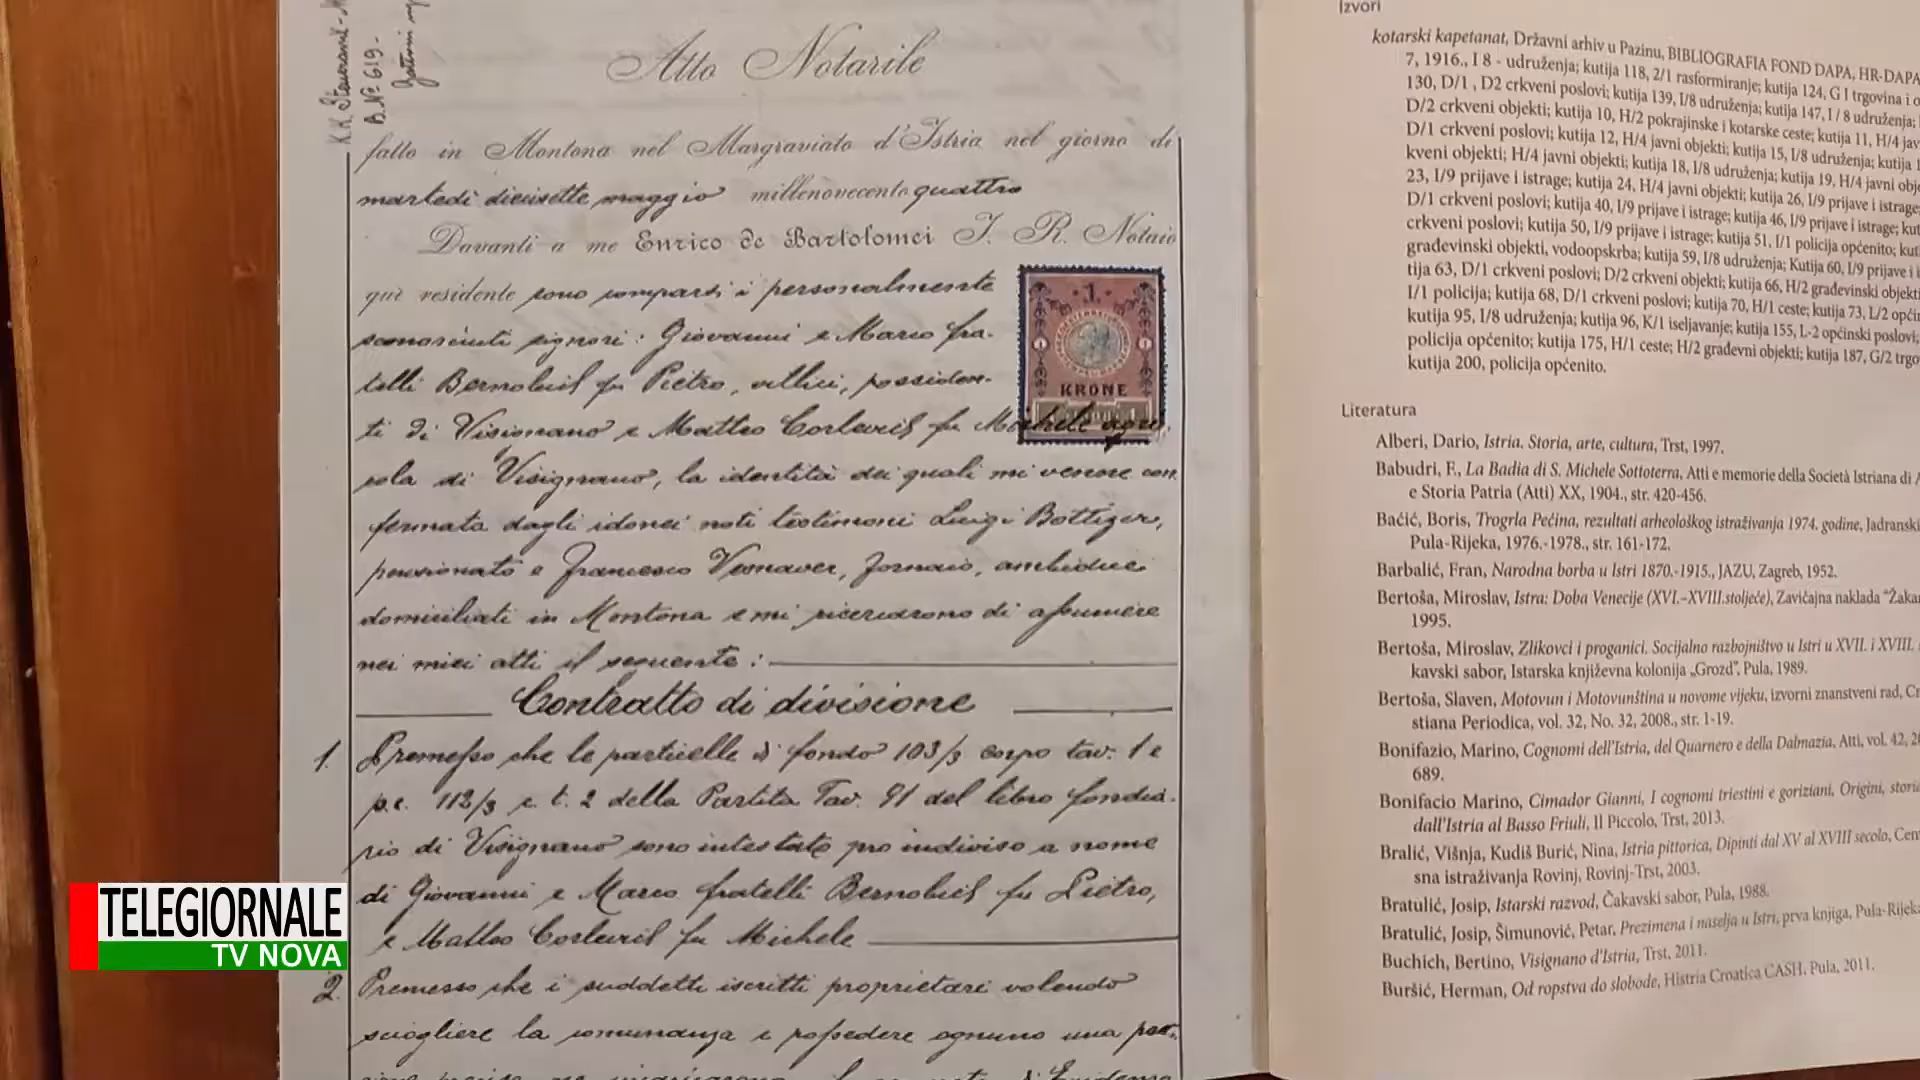 K.K. Steueramt-
B. No 619-
Atto Notarile
fatto in Montona nel Margraviato d'Istria nel giorno di
martedì diciisette maggio millenovecento quattro
Davanti a me Enrico de Bartolomei I. R. Notaio
qui residente sono comparsi i personalmente
sconosciuti signori: Giovanni e Marco fra-
telli Bernobich fu Pietro, villici, possiden-
ti di Visignano e Matteo Corlevich fu Michele agri-
cola di Visignano, la identità dei quali mi venne con
fermata dagli idonei noti testimoni Luigi Bottizer,
pensionato e Francesco Vesnaver, fornaio, ambidue
domiciliati in Montona e mi ricercarono di assumere
nei miei atti il seguente:
1
1 1
KRONE
1
Contratto di divisione
1. Premesso che le particelle di fondo 103/3 corpo tav. 1 e
p.c. 112/3 c. t. 2 della Partita Tav. 91 del libro fondia-
rio di Visignano sono intestate pro indiviso a nome
di Giovanni e Marco fratelli Bernobich fu Pietro,
e Matteo Corlevich fu Michele
2. Premesso che i suddetti iscritti proprietari volendo
sciogliere la comunanza e possedere ognuno una por-
Izvori
kotarski kapetanat, Državni arhiv u Pazinu, BIBLIOGRAFIA FOND DAPA, HR-DAPA
7, 1916., I 8 - udruženja; kutija 118, 2/1 rasformiranje; kutija 124, G I trgovina i o
130, D/1 , D2 crkveni poslovi; kutija 139, I/8 udruženja; kutija 147, I / 8 udruženja;
D/2 crkveni objekti; kutija 10, H/2 pokrajinske i kotarske ceste; kutija 11, H/4 jav
D/1 crkveni poslovi; kutija 12, H/4 javni objekti; kutija 15, I/8 udruženja; kutija 1
kveni objekti; H/4 javni objekti; kutija 18, I/8 udruženja; kutija 19, H/4 javni obj
23, I/9 prijave i istrage; kutija 24, H/4 javni objekti; kutija 26, I/9 prijave i istrage
D/1 crkveni poslovi; kutija 40, I/9 prijave i istrage; kutija 46, I/9 prijave i istrage; kut
crkveni poslovi; kutija 50, I/9 prijave i istrage; kutija 51, I/1 policija općenito; kut
građevinski objekti, vodoopskrba; kutija 59, I/8 udruženja; Kutija 60, I/9 prijave i i
tija 63, D/1 crkveni poslovi; D/2 crkveni objekti; kutija 66, H/2 građevinski objekti
I/1 policija; kutija 68, D/1 crkveni poslovi; kutija 70, H/1 ceste; kutija 73, L/2 opći
kutija 95, I/8 udruženja; kutija 96, K/1 iseljavanje; kutija 155, L-2 općinski poslovi;
policija općenito; kutija 175, H/1 ceste; H/2 građevni objekti; kutija 187, G/2 trgo
kutija 200, policija općenito.
Literatura
Alberi, Dario, Istria. Storia, arte, cultura, Trst, 1997.
Babudri, F., La Badia di S. Michele Sottoterra, Atti e memorie della Società Istriana di A
e Storia Patria (Atti) XX, 1904., str. 420-456.
Baćić, Boris, Trogrla Pećina, rezultati arheološkog istraživanja 1974. godine, Jadranski
Pula-Rijeka, 1976.-1978., str. 161-172.
Barbalić, Fran, Narodna borba u Istri 1870.-1915., JAZU, Zagreb, 1952.
Bertoša, Miroslav, Istra: Doba Venecije (XVI.–XVIII.stoljeće), Zavičajna naklada "Žakan
1995.
Bertoša, Miroslav, Zlikovci i proganici. Socijalno razbojništvo u Istri u XVII. i XVIII.
kavski sabor, Istarska književna kolonija „Grozd“, Pula, 1989.
Bertoša, Slaven, Motovun i Motovunština u novome vijeku, izvorni znanstveni rad, Cr
stiana Periodica, vol. 32, No. 32, 2008., str. 1-19.
Bonifazio, Marino, Cognomi dell'Istria, del Quarnero e della Dalmazia, Atti, vol. 42, 2
689.
Bonifacio Marino, Cimador Gianni, I cognomi triestini e goriziani, Origini, storia
dall'Istria al Basso Friuli, Il Piccolo, Trst, 2013.
Bralić, Višnja, Kudiš Burić, Nina, Istria pittorica, Dipinti dal XV al XVIII secolo, Cen
sna istraživanja Rovinj, Rovinj-Trst, 2003.
Bratulić, Josip, Istarski razvod, Čakavski sabor, Pula, 1988.
Bratulić, Josip, Šimunović, Petar, Prezimena i naselja u Istri, prva knjiga, Pula-Rijeka
Buchich, Bertino, Visignano d'Istria, Trst, 2011.
Buršić, Herman, Od ropstva do slobode, Histria Croatica CASH, Pula, 2011.
TELEGIORNALE
TV NOVA